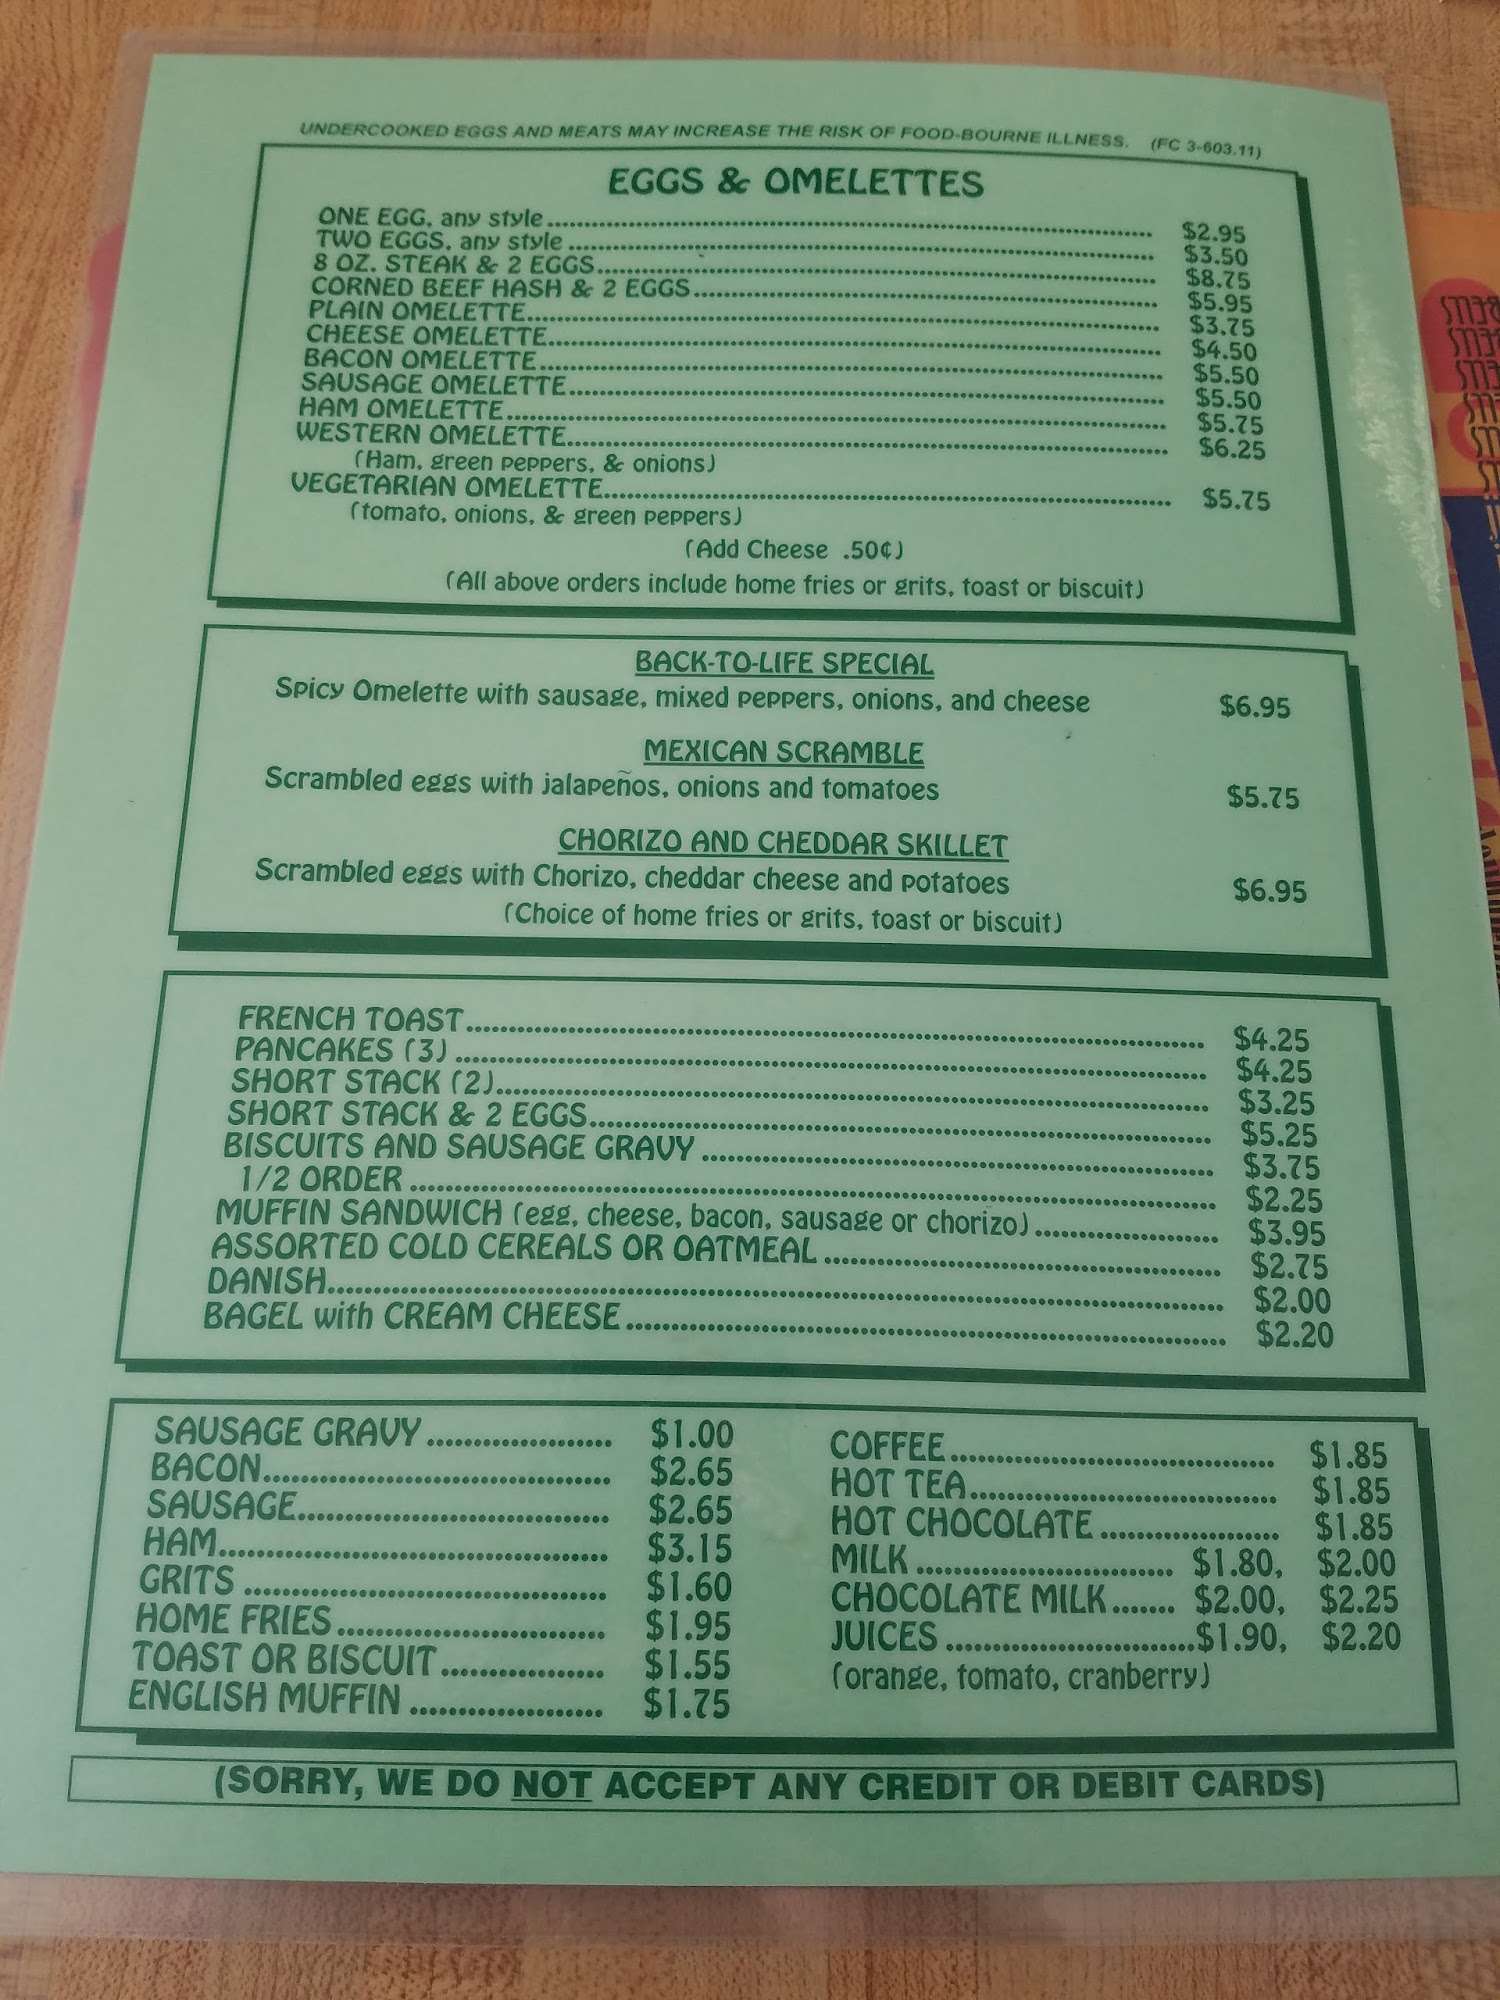 UNDERCOOKED EGGS AND MEATS MAY INCREASE THE RISK OF FOOD-BOURNE ILLNESS. (FC 3-603.11)
EGGS & OMELETTES
ONE EGG, any style $2.95
TWO EGGS, any style $3.50
8 OZ. STEAK & 2 EGGS $8.75
CORNED BEEF HASH & 2 EGGS $5.95
PLAIN OMELETTE $3.75
CHEESE OMELETTE $4.50
BACON OMELETTE $5.50
SAUSAGE OMELETTE $5.50
HAM OMELETTE $5.75
WESTERN OMELETTE $6.25
(Ham, green peppers, & onions)
VEGETARIAN OMELETTE $5.75
(tomato, onions, & green peppers)
(Add Cheese .50¢)
(All above orders include home fries or grits, toast or biscuit)
BACK-TO-LIFE SPECIAL
Spicy Omelette with sausage, mixed peppers, onions, and cheese $6.95
MEXICAN SCRAMBLE
Scrambled eggs with jalapeños, onions and tomatoes $5.75
CHORIZO AND CHEDDAR SKILLET
Scrambled eggs with Chorizo, cheddar cheese and potatoes $6.95
(Choice of home fries or grits, toast or biscuit)
FRENCH TOAST $4.25
PANCAKES (3) $4.25
SHORT STACK (2) $3.25
SHORT STACK & 2 EGGS $5.25
BISCUITS AND SAUSAGE GRAVY $3.75
1/2 ORDER $2.25
MUFFIN SANDWICH (egg, cheese, bacon, sausage or chorizo) $3.95
ASSORTED COLD CEREALS OR OATMEAL $2.75
DANISH $2.00
BAGEL with CREAM CHEESE $2.20
SAUSAGE GRAVY $1.00
BACON $2.65
SAUSAGE $2.65
HAM $3.15
GRITS $1.60
HOME FRIES $1.95
TOAST OR BISCUIT $1.55
ENGLISH MUFFIN $1.75
COFFEE $1.85
HOT TEA $1.85
HOT CHOCOLATE $1.85
MILK $1.80, $2.00
CHOCOLATE MILK $2.00, $2.25
JUICES $1.90, $2.20
(orange, tomato, cranberry)
(SORRY, WE DO NOT ACCEPT ANY CREDIT OR DEBIT CARDS)